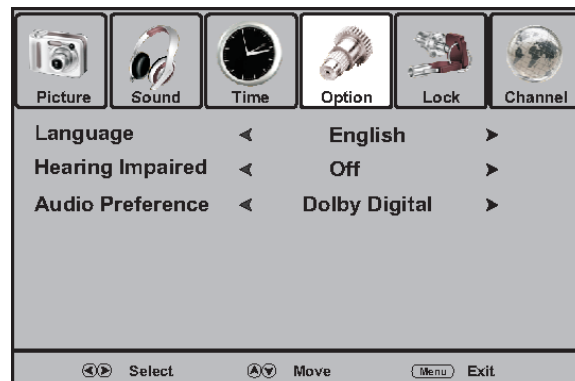 Picture Sound Time Option Lock Channel
Language English
Hearing Impaired Off
Audio Preference Dolby Digital
Select Move Menu Exit